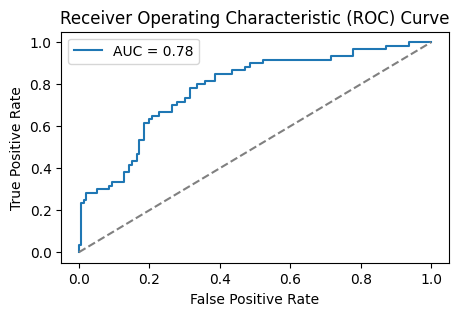 Receiver Operating Characteristic (ROC) Curve
AUC = 0.78
1.0
0.8
0.6
0.4
0.2
0.0
True Positive Rate
0.0 0.2 0.4 0.6 0.8 1.0
False Positive Rate